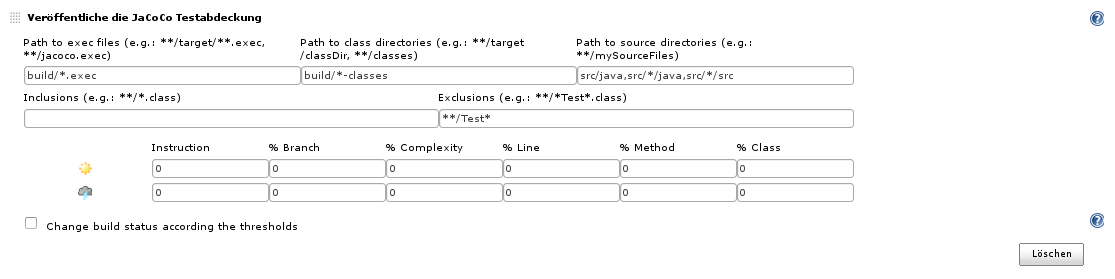 Veröffentliche die JaCoCo Testabdeckung
Path to exec files (e.g.: **/target/**.exec,
**/jacoco.exec)
Path to class directories (e.g.: **/target
/classDir, **/classes)
Path to source directories (e.g.:
**/mySourceFiles)
build/*.exec
build/*-classes
src/java,src/*/java,src/*/src
Inclusions (e.g.: **/*.class)
Exclusions (e.g.: **/*Test*.class)
**/Test*
Instruction % Branch % Complexity % Line % Method % Class
0 0 0 0 0 0
0 0 0 0 0 0
Change build status according the thresholds
Löschen